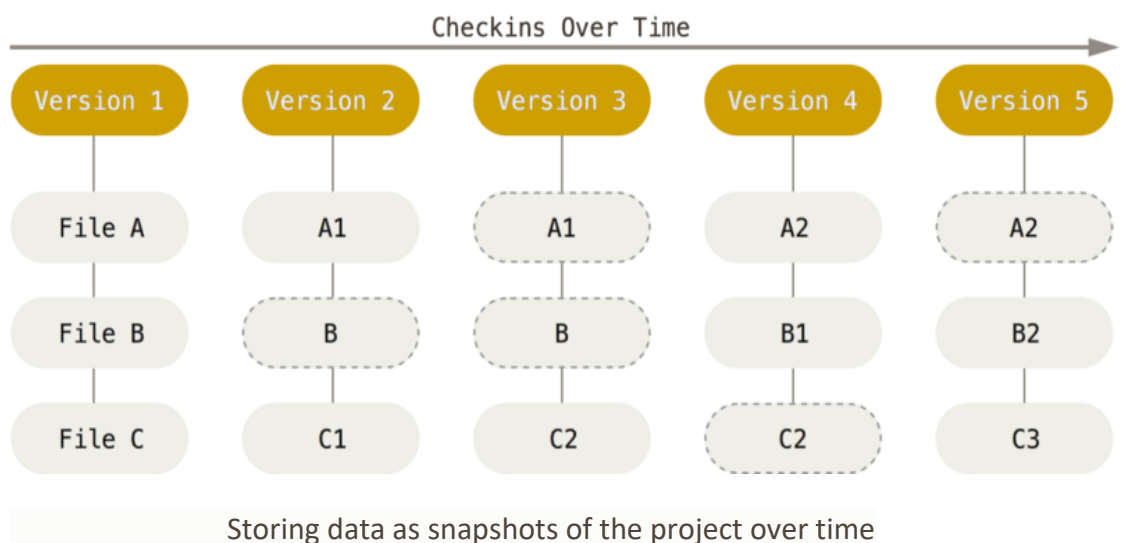 Checkins Over Time
Version 1 Version 2 Version 3 Version 4 Version 5
File A A1 A1 A2 A2
File B B B B1 B2
File C C1 C2 C2 C3
Storing data as snapshots of the project over time